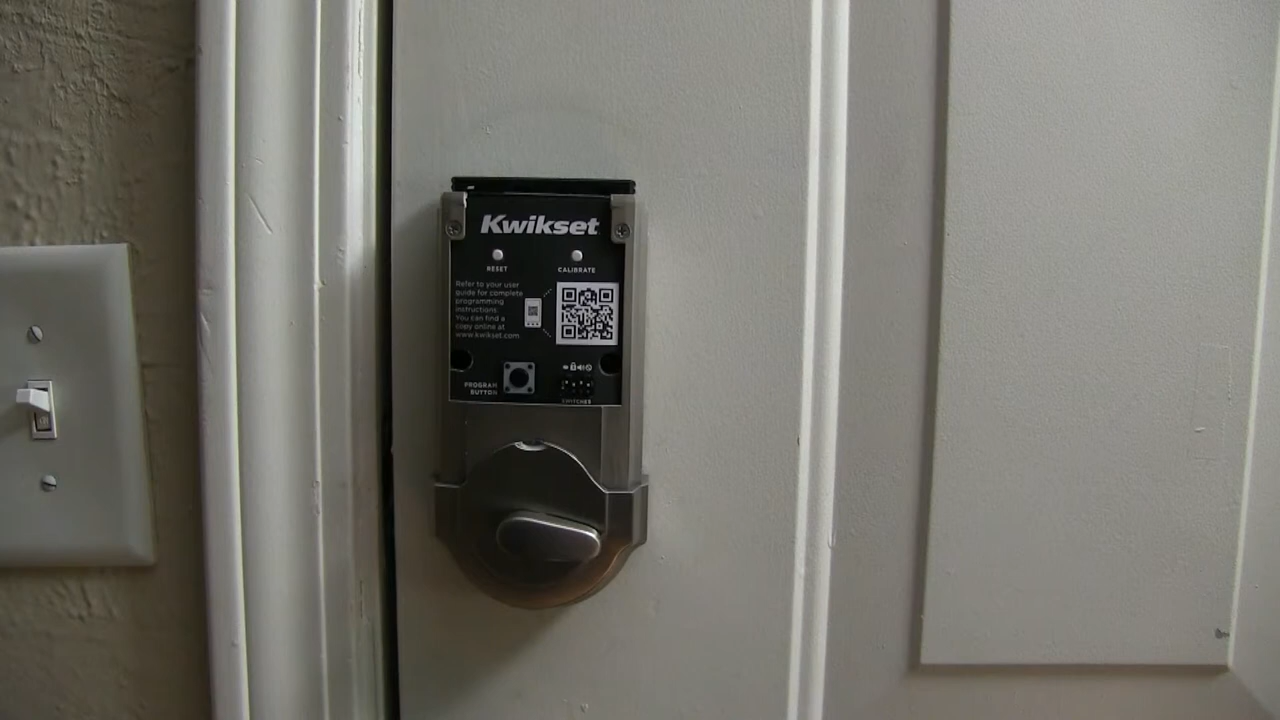 Kwikset
RESET CALIBRATE
Refer to your user
guide for complete
programming
instructions.
You can find a
copy online at
www.kwikset.com
PROGRAM
BUTTON
SWITCHES